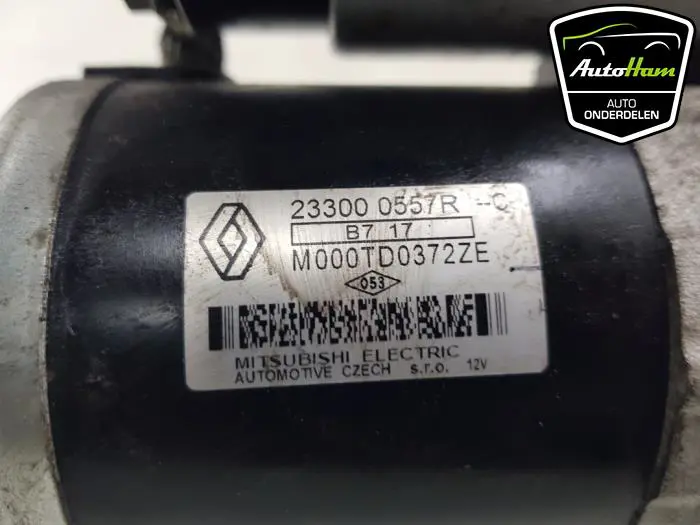 AutoHam
AUTO
ONDERDELEN
23300 0557R --C
B7 17
M000TD0372ZE
053
MITSUBISHI ELECTRIC
AUTOMOTIVE CZECH s.r.o. 12V